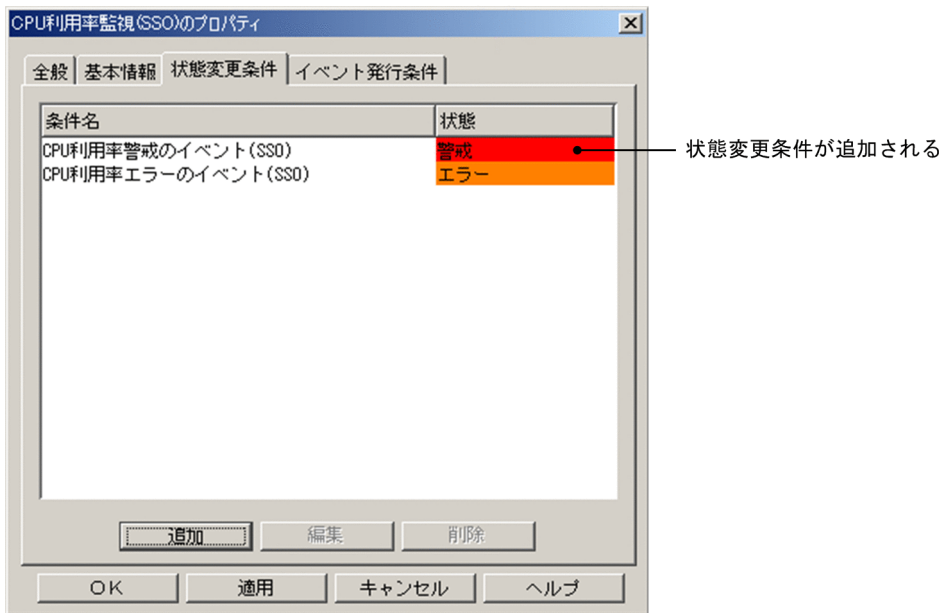 CPU利用率監視(SSO)のプロパティ
全般 基本情報 状態変更条件 イベント発行条件
条件名 状態
CPU利用率警戒のイベント(SSO) 警戒
状態変更条件が追加される
CPU利用率エラーのイベント(SSO) エラー
追加 編集 削除
OK 適用 キャンセル ヘルプ